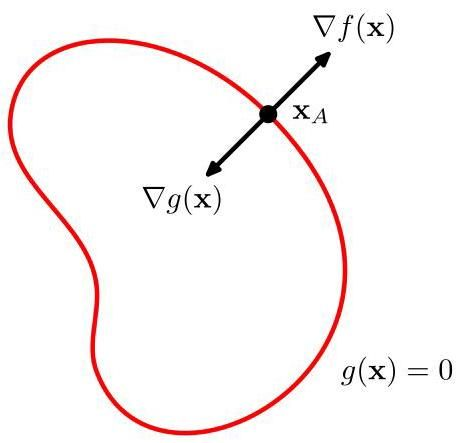 ∇f(𝐱)
𝐱_A
∇g(𝐱)
g(𝐱) = 0